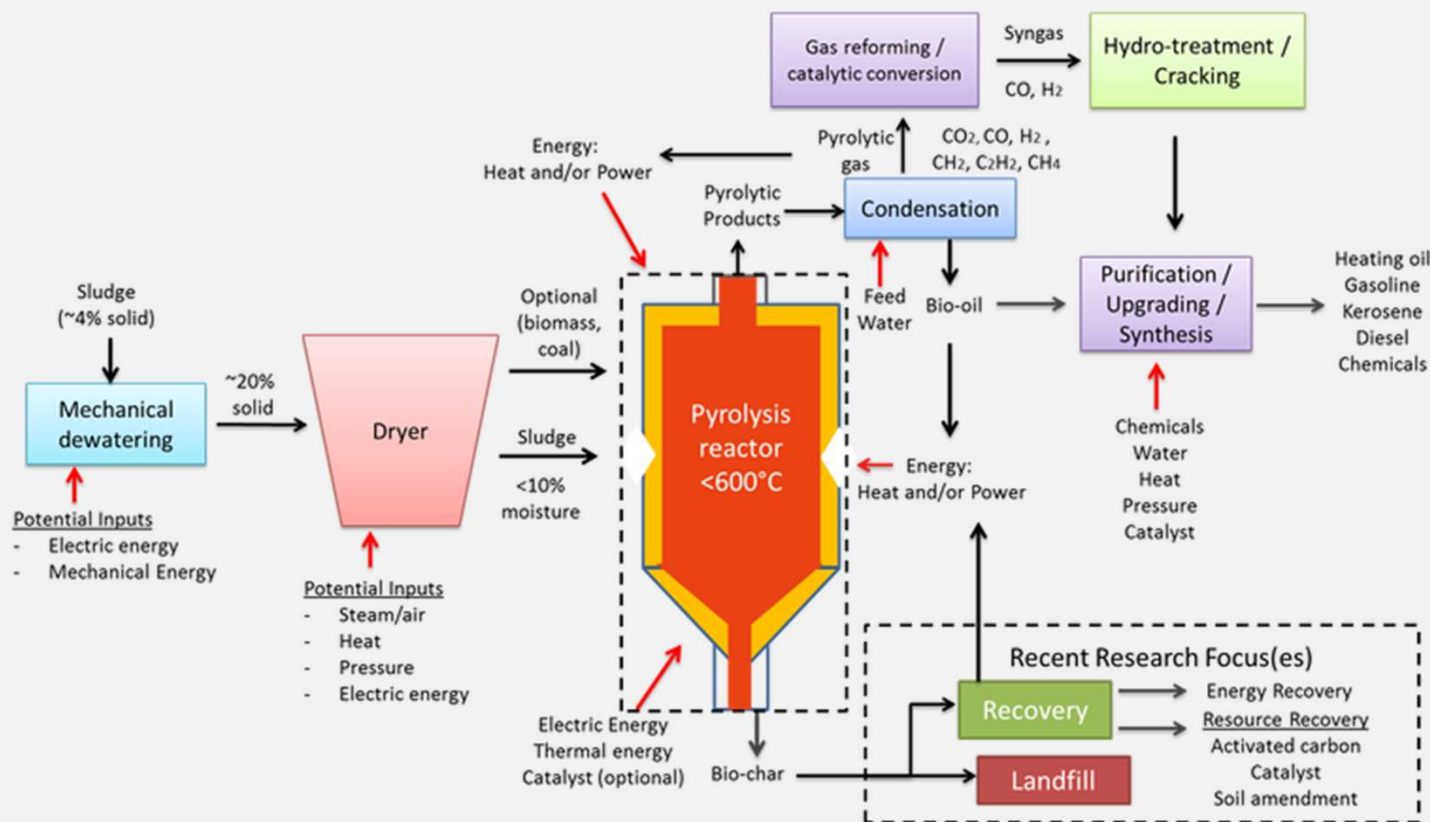 Gas reforming /
catalytic conversion
Syngas
CO, H2
Hydro-treatment /
Cracking
Energy:
Heat and/or Power
Pyrolytic
gas
CO2, CO, H2 ,
CH2, C2H2, CH4
Pyrolytic
Products
Condensation
Feed
Water
Bio-oil
Purification /
Upgrading /
Synthesis
Heating oil
Gasoline
Kerosene
Diesel
Chemicals
Sludge
(~4% solid)
Mechanical
dewatering
~20%
solid
Dryer
Optional
(biomass,
coal)
Sludge
<10%
moisture
Pyrolysis
reactor
<600°C
Energy:
Heat and/or Power
Chemicals
Water
Heat
Pressure
Catalyst
Potential Inputs
- Electric energy
- Mechanical Energy
Potential Inputs
- Steam/air
- Heat
- Pressure
- Electric energy
Electric Energy
Thermal energy
Catalyst (optional)
Bio-char
Recent Research Focus(es)
Recovery
Landfill
Energy Recovery
Resource Recovery
Activated carbon
Catalyst
Soil amendment